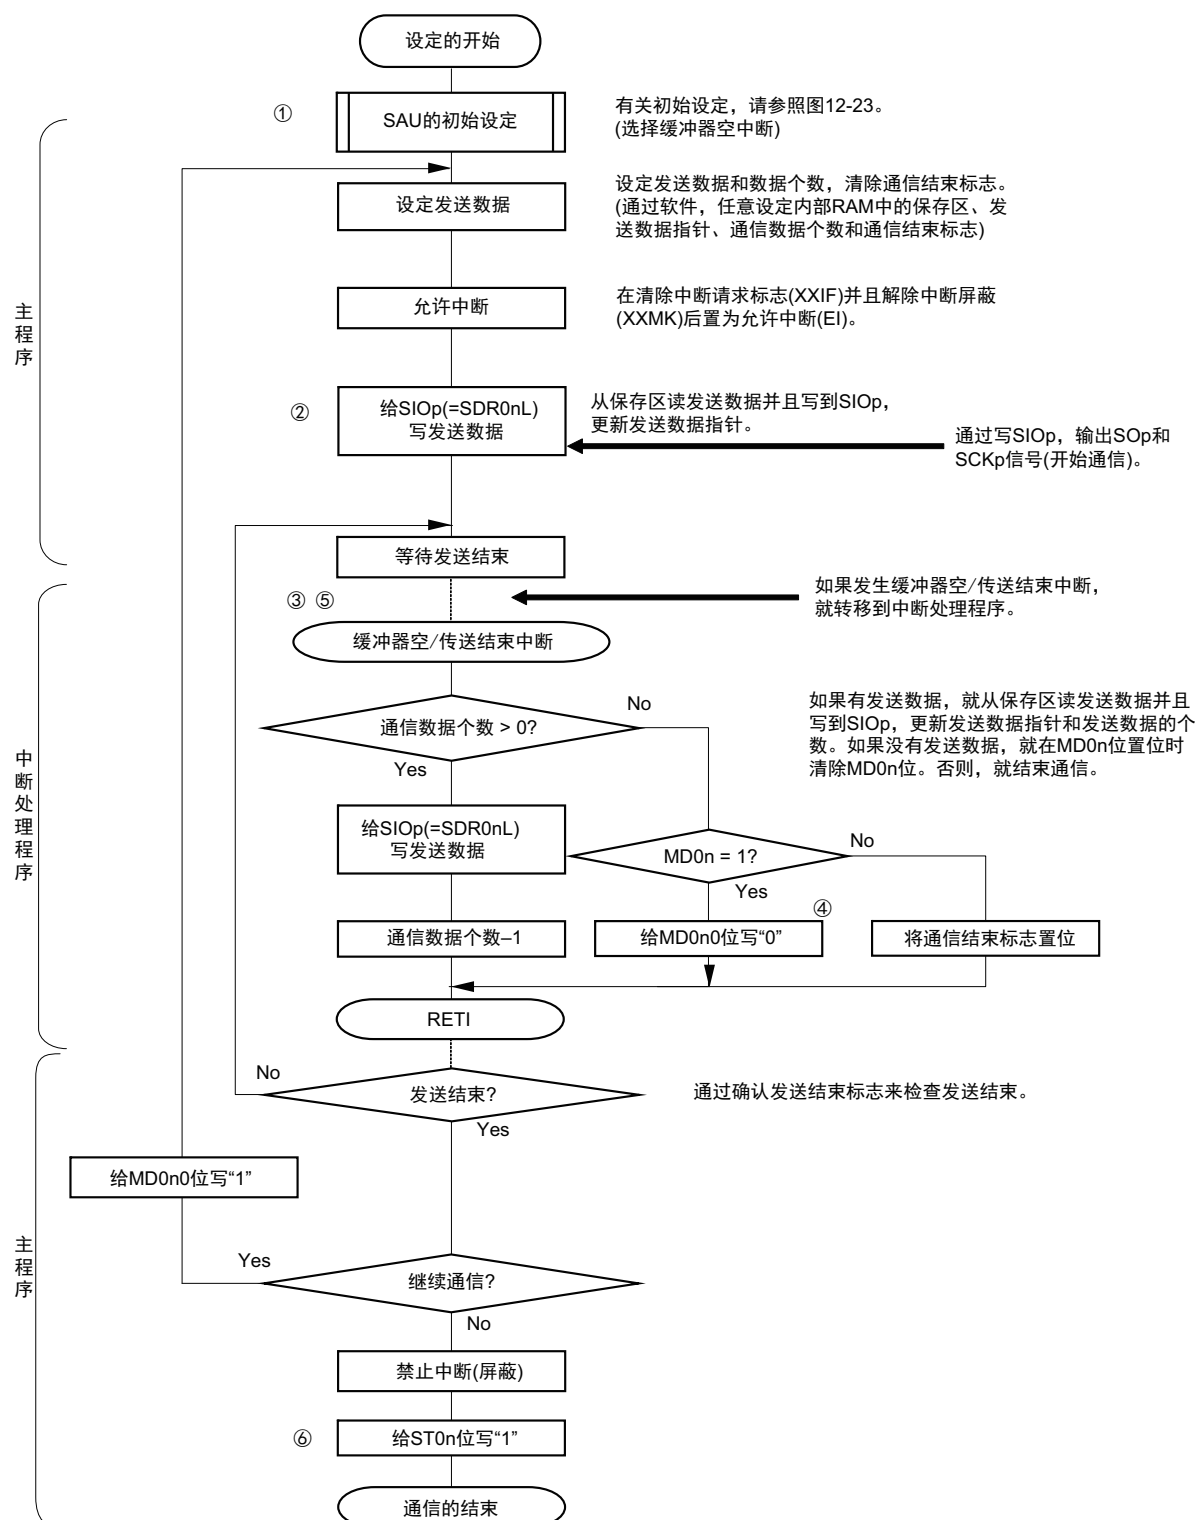 设定的开始
①
SAU的初始设定
有关初始设定，请参照图12-23。
(选择缓冲器空中断)
设定发送数据
设定发送数据和数据个数，清除通信结束标志。
(通过软件，任意设定内部RAM中的保存区、发
送数据指针、通信数据个数和通信结束标志)
主程序
允许中断
在清除中断请求标志(XXIF)并且解除中断屏蔽
(XXMK)后置为允许中断(EI)。
②
给SIOp(=SDR0nL)
写发送数据
从保存区读发送数据并且写到SIOp，
更新发送数据指针。
通过写SIOp，输出SOp和
SCKp信号(开始通信)。
等待发送结束
③ ⑤
如果发生缓冲器空/传送结束中断，
就转移到中断处理程序。
缓冲器空/传送结束中断
通信数据个数 > 0?
No
Yes
如果有发送数据，就从保存区读发送数据并且
写到SIOp，更新发送数据指针和发送数据的个
数。如果没有发送数据，就在MD0n位置位时
清除MD0n位。否则，就结束通信。
中断处理程序
给SIOp(=SDR0nL)
写发送数据
MD0n = 1?
No
Yes
④
通信数据个数–1
给MD0n0位写“0”
将通信结束标志置位
RETI
No
发送结束?
Yes
通过确认发送结束标志来检查发送结束。
给MD0n0位写“1”
主程序
Yes
继续通信?
No
禁止中断(屏蔽)
⑥
给ST0n位写“1”
通信的结束